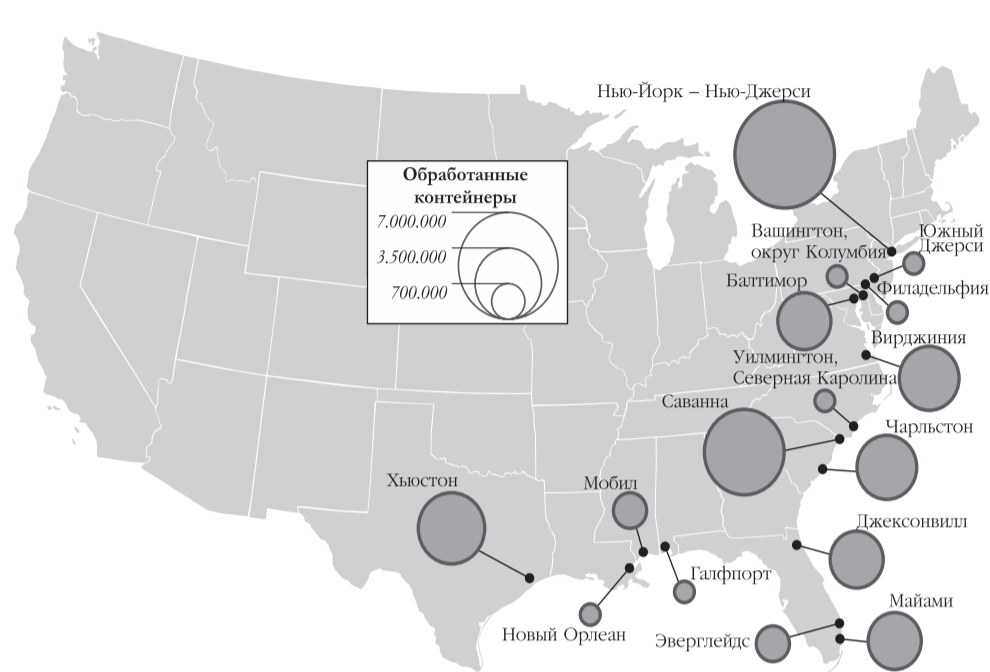 Нью-Йорк – Нью-Джерси
Обработанные
контейнеры
7.000.000
3.500.000
700.000
Вашингтон,
округ Колумбия
Южный
Джерси
Балтимор
Филадельфия
Вирджиния
Уилмингтон,
Северная Каролина
Саванна
Чарльстон
Хьюстон
Мобил
Джексонвилл
Галфпорт
Майами
Новый Орлеан
Эверглейдс